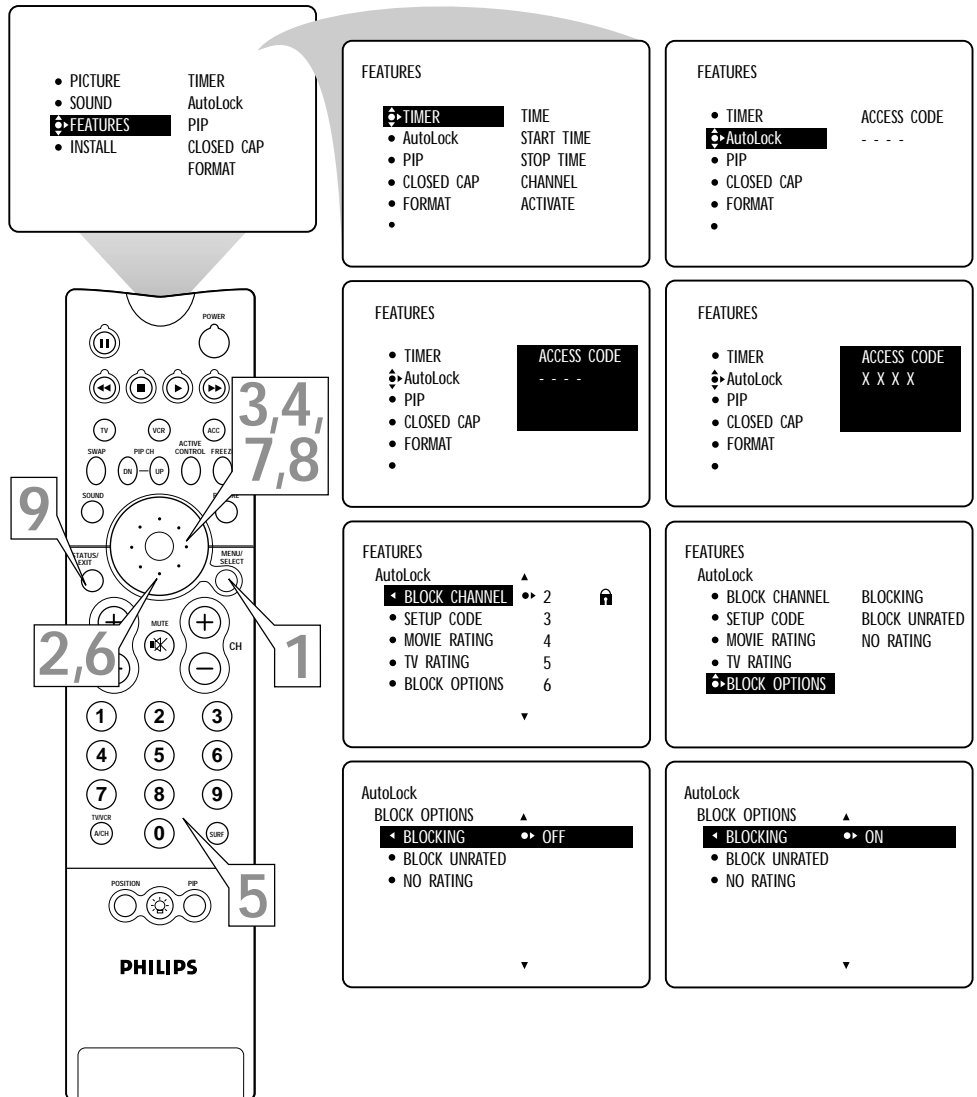 PICTURE TIMER
SOUND AutoLock
FEATURES PIP
INSTALL CLOSED CAP
FORMAT
FEATURES
TIMER TIME
AutoLock START TIME
PIP STOP TIME
CLOSED CAP CHANNEL
FORMAT ACTIVATE
FEATURES
TIMER ACCESS CODE
AutoLock - - - -
PIP
CLOSED CAP
FORMAT
FEATURES
TIMER ACCESS CODE
AutoLock - - - -
PIP
CLOSED CAP
FORMAT
FEATURES
TIMER ACCESS CODE
AutoLock X X X X
PIP
CLOSED CAP
FORMAT
FEATURES
AutoLock
BLOCK CHANNEL 2
SETUP CODE 3
MOVIE RATING 4
TV RATING 5
BLOCK OPTIONS 6
FEATURES
AutoLock
BLOCK CHANNEL BLOCKING
SETUP CODE BLOCK UNRATED
MOVIE RATING NO RATING
TV RATING
BLOCK OPTIONS
AutoLock
BLOCK OPTIONS
BLOCKING OFF
BLOCK UNRATED
NO RATING
AutoLock
BLOCK OPTIONS
BLOCKING ON
BLOCK UNRATED
NO RATING
POWER
TV VCR ACC
SWAP PIP CH ACTIVE CONTROL FREEZ
DN UP
SOUND
3,4,
7,8
9
STATUS/
EXIT
MENU/
SELECT
2,6
MUTE
CH
1
1 2 3
4 5 6
7 8 9
TV/VCR
A/CH 0 SURF
5
POSITION PIP
PHILIPS